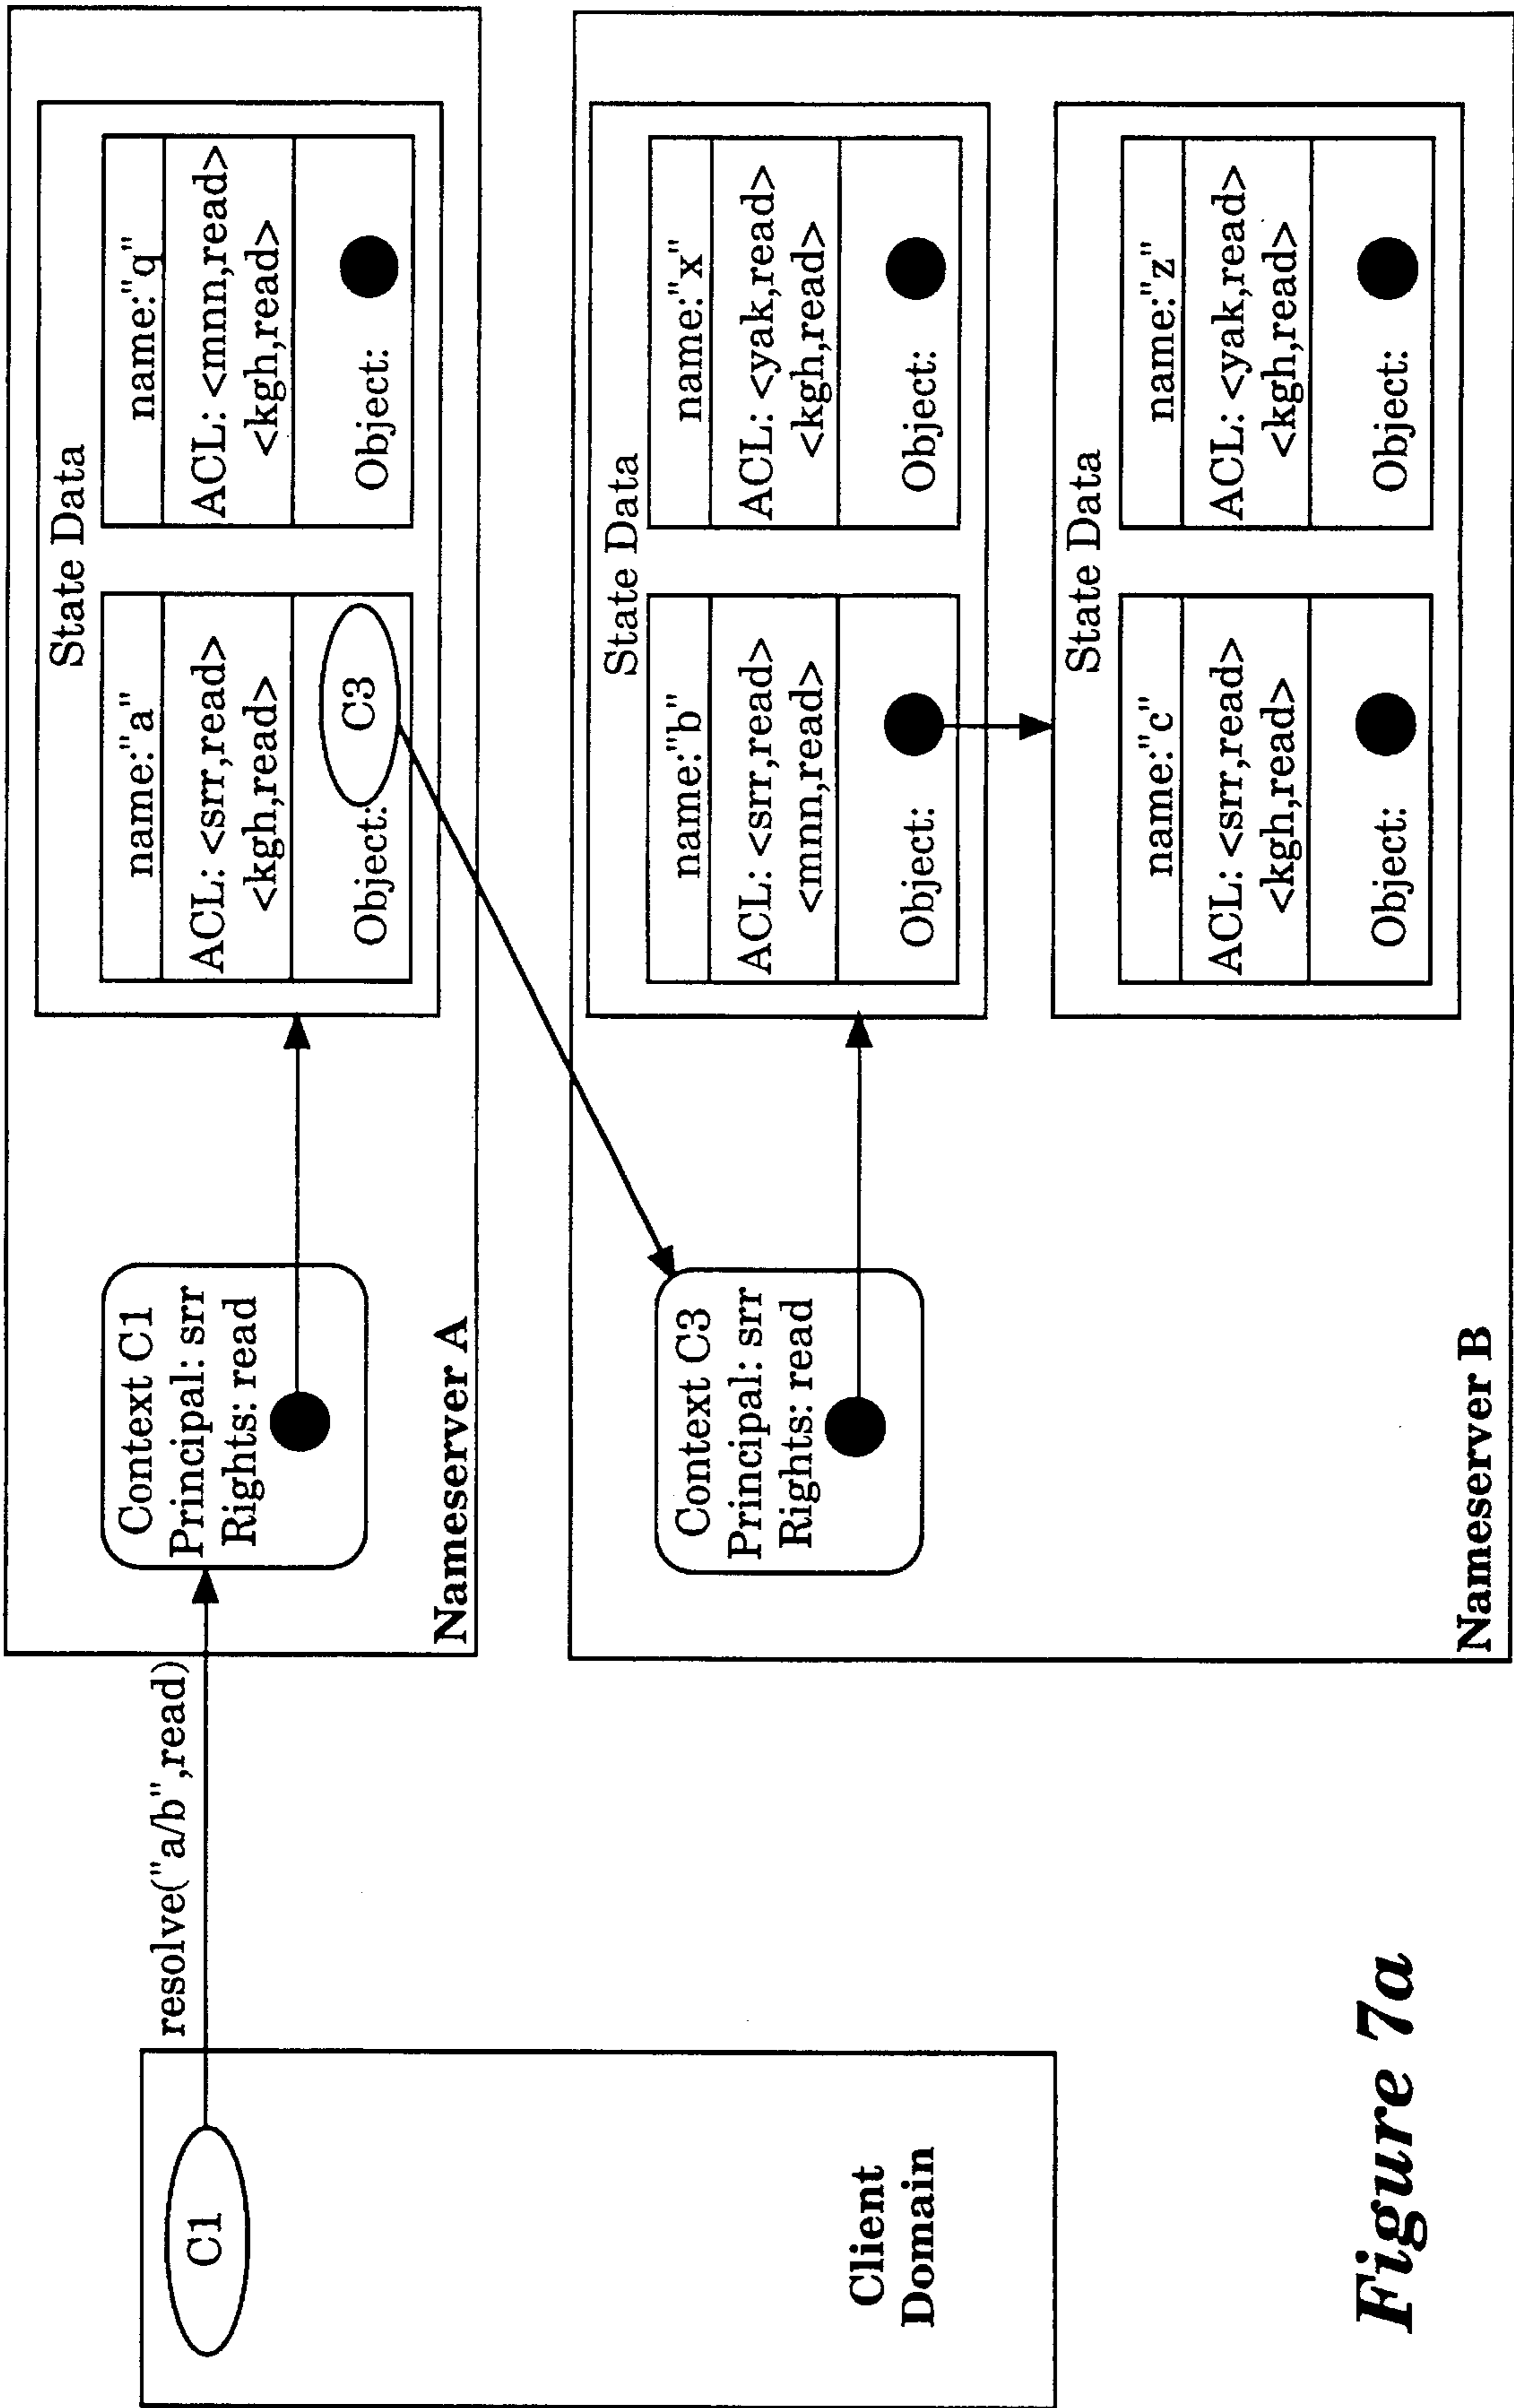 C1
Client
Domain
resolve("a/b",read)
Context C1
Principal: srr
Rights: read
Nameserver A
State Data
name:"a"
ACL: <srr,read>
<kgh,read>
Object:
C3
name:"q"
ACL: <mnn,read>
<kgh,read>
Object:
Context C3
Principal: srr
Rights: read
Nameserver B
State Data
name:"b"
ACL: <srr,read>
<mnn,read>
Object:
name:"x"
ACL: <yak,read>
<kgh,read>
Object:
State Data
name:"c"
ACL: <srr,read>
<kgh,read>
Object:
name:"z"
ACL: <yak,read>
<kgh,read>
Object:
Figure 7a